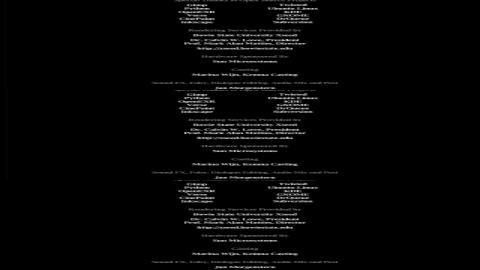 Gimp Twisted
Python Ubuntu Linux
OpenEXR KDE
Verse GNOME
CinePaint DrQueue
Inkscape Subversion
Rendering Services Provided by
Bowie State University Xseed
Dr. Calvin W. Lowe, President
Prof. Mark Alan Matties, Director
http://xseed.bowiestate.edu
Hardware Sponsored By
Sun Microsystems
Casting
Marina Wijn, Kemna Casting
Sound FX, Foley, Dialogue Editing, Audio Mix and Post
Jan Morgenstern
Gimp Twisted
Python Ubuntu Linux
OpenEXR KDE
Verse GNOME
CinePaint DrQueue
Inkscape Subversion
Rendering Services Provided by
Bowie State University Xseed
Dr. Calvin W. Lowe, President
Prof. Mark Alan Matties, Director
http://xseed.bowiestate.edu
Hardware Sponsored By
Sun Microsystems
Casting
Marina Wijn, Kemna Casting
Sound FX, Foley, Dialogue Editing, Audio Mix and Post
Jan Morgenstern
Gimp Twisted
Python Ubuntu Linux
OpenEXR KDE
Verse GNOME
CinePaint DrQueue
Inkscape Subversion
Rendering Services Provided by
Bowie State University Xseed
Dr. Calvin W. Lowe, President
Prof. Mark Alan Matties, Director
http://xseed.bowiestate.edu
Hardware Sponsored By
Sun Microsystems
Casting
Marina Wijn, Kemna Casting
Sound FX, Foley, Dialogue Editing, Audio Mix and Post
Jan Morgenstern